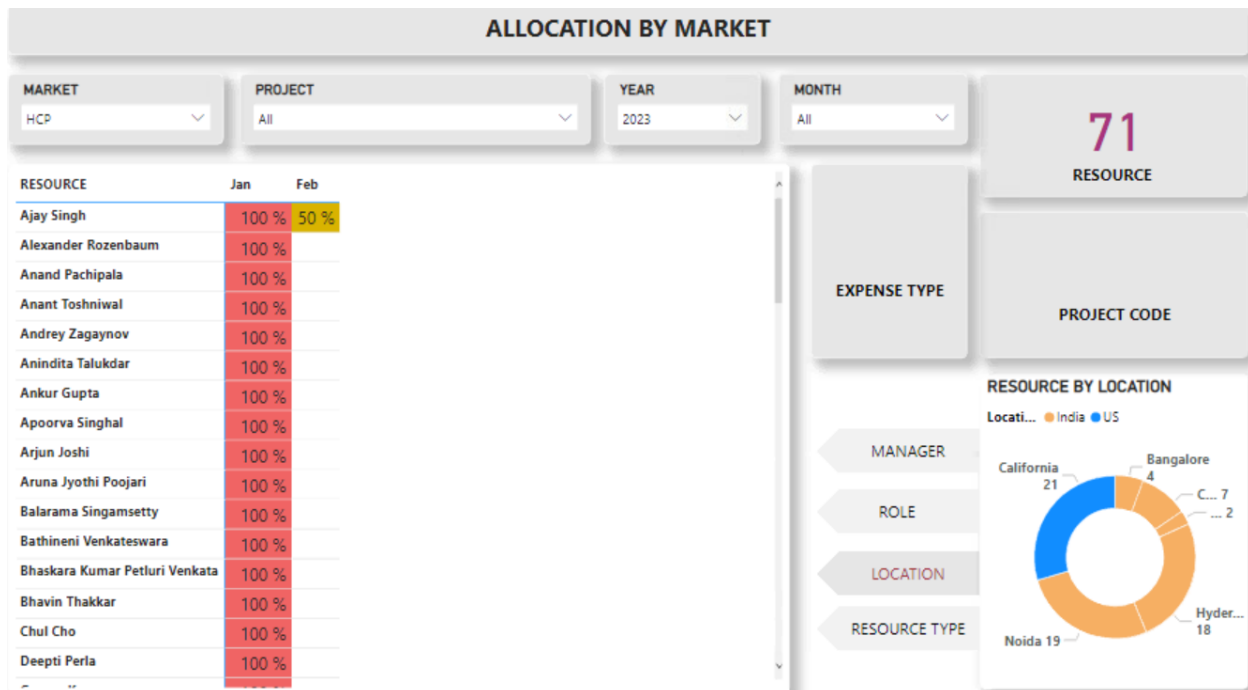 ALLOCATION BY MARKET
MARKET
HCP
PROJECT
All
YEAR
2023
MONTH
All
71
RESOURCE
RESOURCE Jan Feb
Ajay Singh 100 % 50 %
Alexander Rozenbaum 100 %
Anand Pachipala 100 %
Anant Toshniwal 100 %
Andrey Zagaynov 100 %
Anindita Talukdar 100 %
Ankur Gupta 100 %
Apoorva Singhal 100 %
Arjun Joshi 100 %
Aruna Jyothi Poojari 100 %
Balarama Singamsetty 100 %
Bathineni Venkateswara 100 %
Bhaskara Kumar Petluri Venkata 100 %
Bhavin Thakkar 100 %
Chul Cho 100 %
Deepti Perla 100 %
EXPENSE TYPE
PROJECT CODE
MANAGER
ROLE
LOCATION
RESOURCE TYPE
RESOURCE BY LOCATION
Locati... India US
California
21
Bangalore
4
C... 7
... 2
Hyder...
18
Noida 19